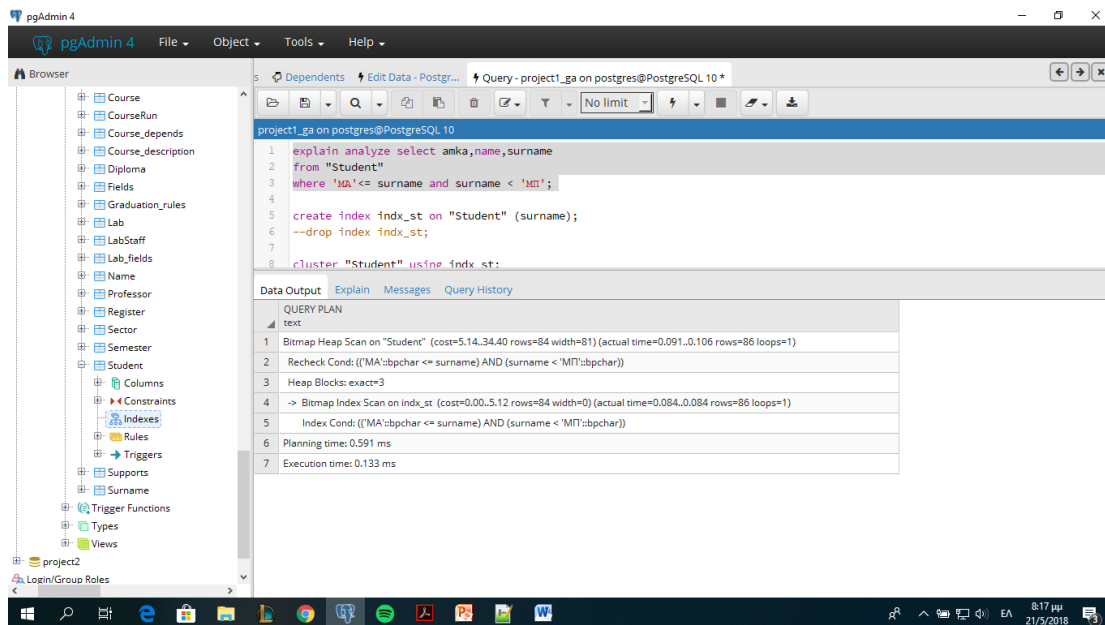 pgAdmin 4
pgAdmin 4 File Object Tools Help
Browser
Course
CourseRun
Course_depends
Course_description
Diploma
Fields
Graduation_rules
Lab
LabStaff
Lab_fields
Name
Professor
Register
Sector
Semester
Student
Columns
Constraints
Indexes
Rules
Triggers
Supports
Surname
Trigger Functions
Types
Views
project2
Login/Group Roles
s Dependents Edit Data - Postgr... Query - project1_ga on postgres@PostgreSQL 10 *
No limit
project1_ga on postgres@PostgreSQL 10
1 explain analyze select amka,name,surname
2 from "Student"
3 where 'ΜΑ'<= surname and surname < 'ΜΠ';
4
5 create index indx_st on "Student" (surname);
6 --drop index indx_st;
7
8 cluster "Student" using indx_st;
Data Output Explain Messages Query History
QUERY PLAN
text
1 Bitmap Heap Scan on "Student" (cost=5.14..34.40 rows=84 width=81) (actual time=0.091..0.106 rows=86 loops=1)
2 Recheck Cond: (('ΜΑ'::bpchar <= surname) AND (surname < 'ΜΠ'::bpchar))
3 Heap Blocks: exact=3
4 -> Bitmap Index Scan on indx_st (cost=0.00..5.12 rows=84 width=0) (actual time=0.084..0.084 rows=86 loops=1)
5 Index Cond: (('ΜΑ'::bpchar <= surname) AND (surname < 'ΜΠ'::bpchar))
6 Planning time: 0.591 ms
7 Execution time: 0.133 ms
ΕΛ
8:17 μμ
21/5/2018
3